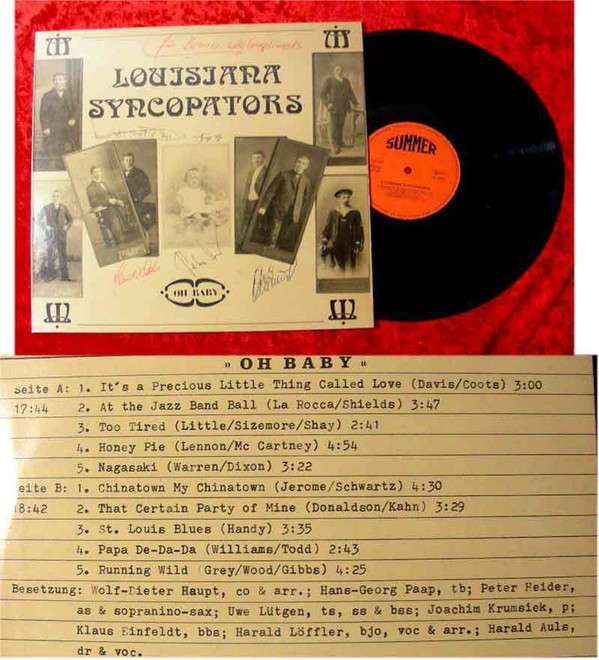 LOUISIANA
SYNCOPATORS
OH BABY
SUMMER
» OH BABY «
Seite A: 1. It's a Precious Little Thing Called Love (Davis/Coots) 3:00
17:44 2. At the Jazz Band Ball (La Rocca/Shields) 3:47
3. Too Tired (Little/Sizemore/Shay) 2:41
4. Honey Pie (Lennon/Mc Cartney) 4:54
5. Nagasaki (Warren/Dixon) 3:22
eite B: 1. Chinatown My Chinatown (Jerome/Schwartz) 4:30
18:42 2. That Certain Party of Mine (Donaldson/Kahn) 3:29
3. St. Louis Blues (Handy) 3:35
4. Papa De-Da-Da (Williams/Todd) 2:43
5. Running Wild (Grey/Wood/Gibbs) 4:25
Besetzung: Wolf-Dieter Haupt, co & arr.; Hans-Georg Paap, tb; Peter Heider,
as & sopranino-sax; Uwe Lütgen, ts, ss & bss; Joachim Krumsiek, p;
Klaus Einfeldt, bbs; Harald Löffler, bjo, voc & arr.; Harald Auls,
dr & voc.